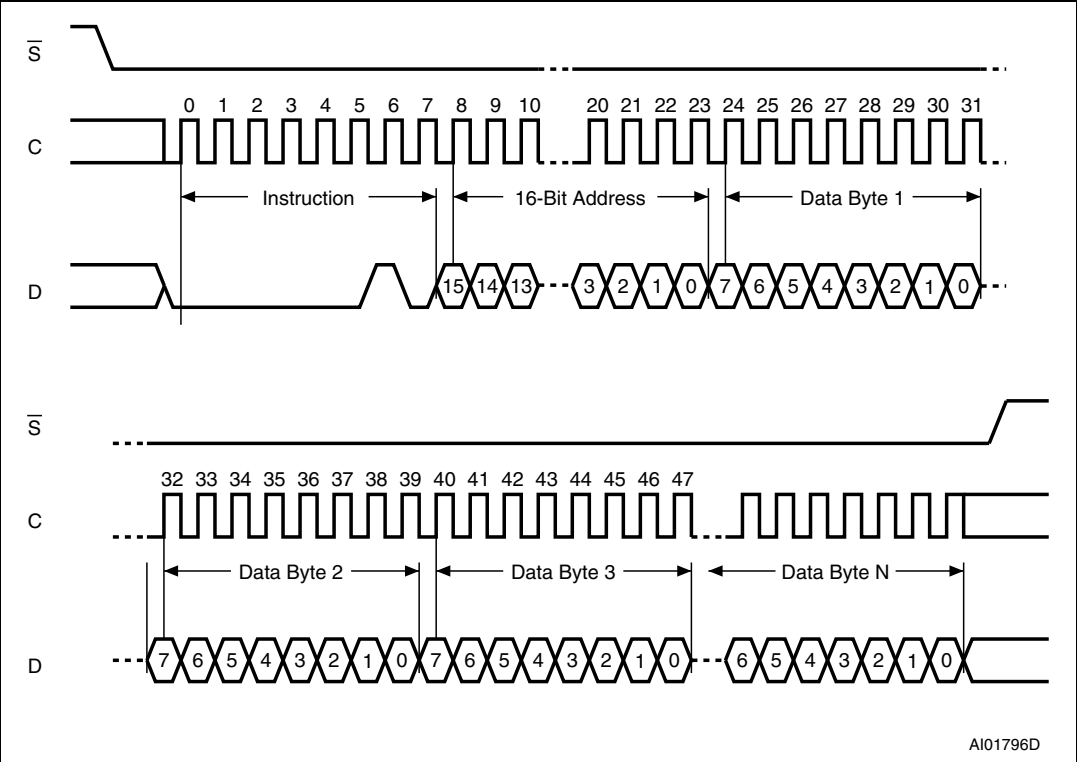 S̅
0 1 2 3 4 5 6 7 8 9 10 20 21 22 23 24 25 26 27 28 29 30 31
C
Instruction 16-Bit Address Data Byte 1
D 15 14 13 3 2 1 0 7 6 5 4 3 2 1 0
S̅
32 33 34 35 36 37 38 39 40 41 42 43 44 45 46 47
C
Data Byte 2 Data Byte 3 Data Byte N
D 7 6 5 4 3 2 1 0 7 6 5 4 3 2 1 0 6 5 4 3 2 1 0
AI01796D